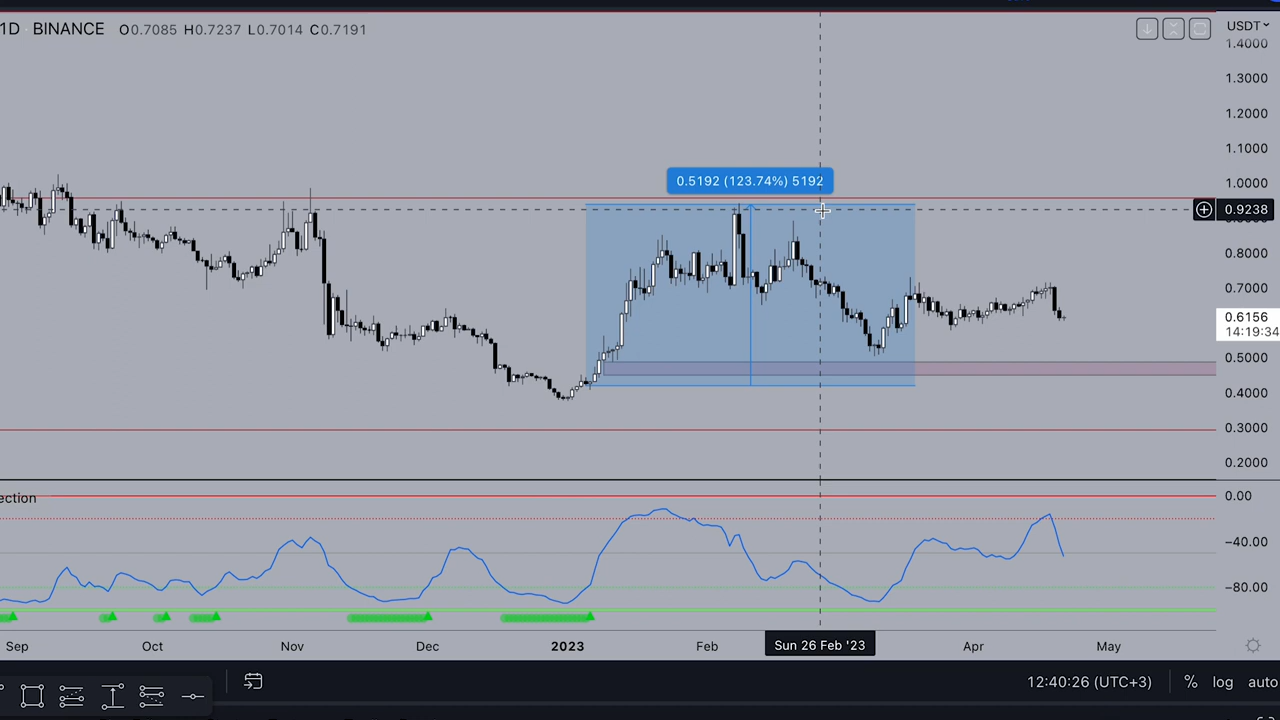 1D BINANCE O0.7085 H0.7237 L0.7014 C0.7191
USDT
1.4000
1.3000
1.2000
1.1000
1.0000
0.5192 (123.74%) 5192
0.9238
0.8000
0.7000
0.6156
14:19:34
0.5000
0.4000
0.3000
0.2000
ection
0.00
−40.00
−80.00
Sep Oct Nov Dec 2023 Feb Sun 26 Feb '23 Apr May
12:40:26 (UTC+3) % log auto